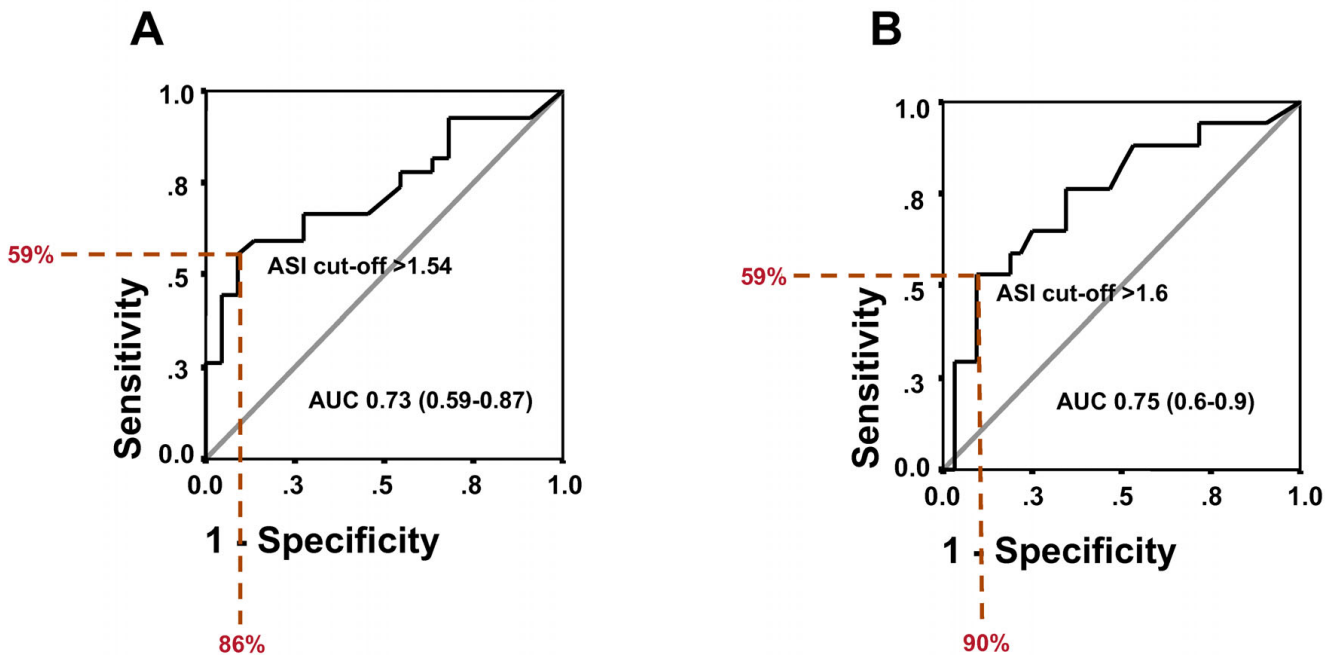 A
1.0
.8
59%
ASI cut-off >1.54
.5
Sensitivity
.3
AUC 0.73 (0.59-0.87)
0.0
0.0 .3 .5 .8 1.0
1 - Specificity
86%
B
1.0
.8
59%
.5
ASI cut-off >1.6
Sensitivity
.3
AUC 0.75 (0.6-0.9)
0.0
0.0 .3 .5 .8 1.0
1 - Specificity
90%